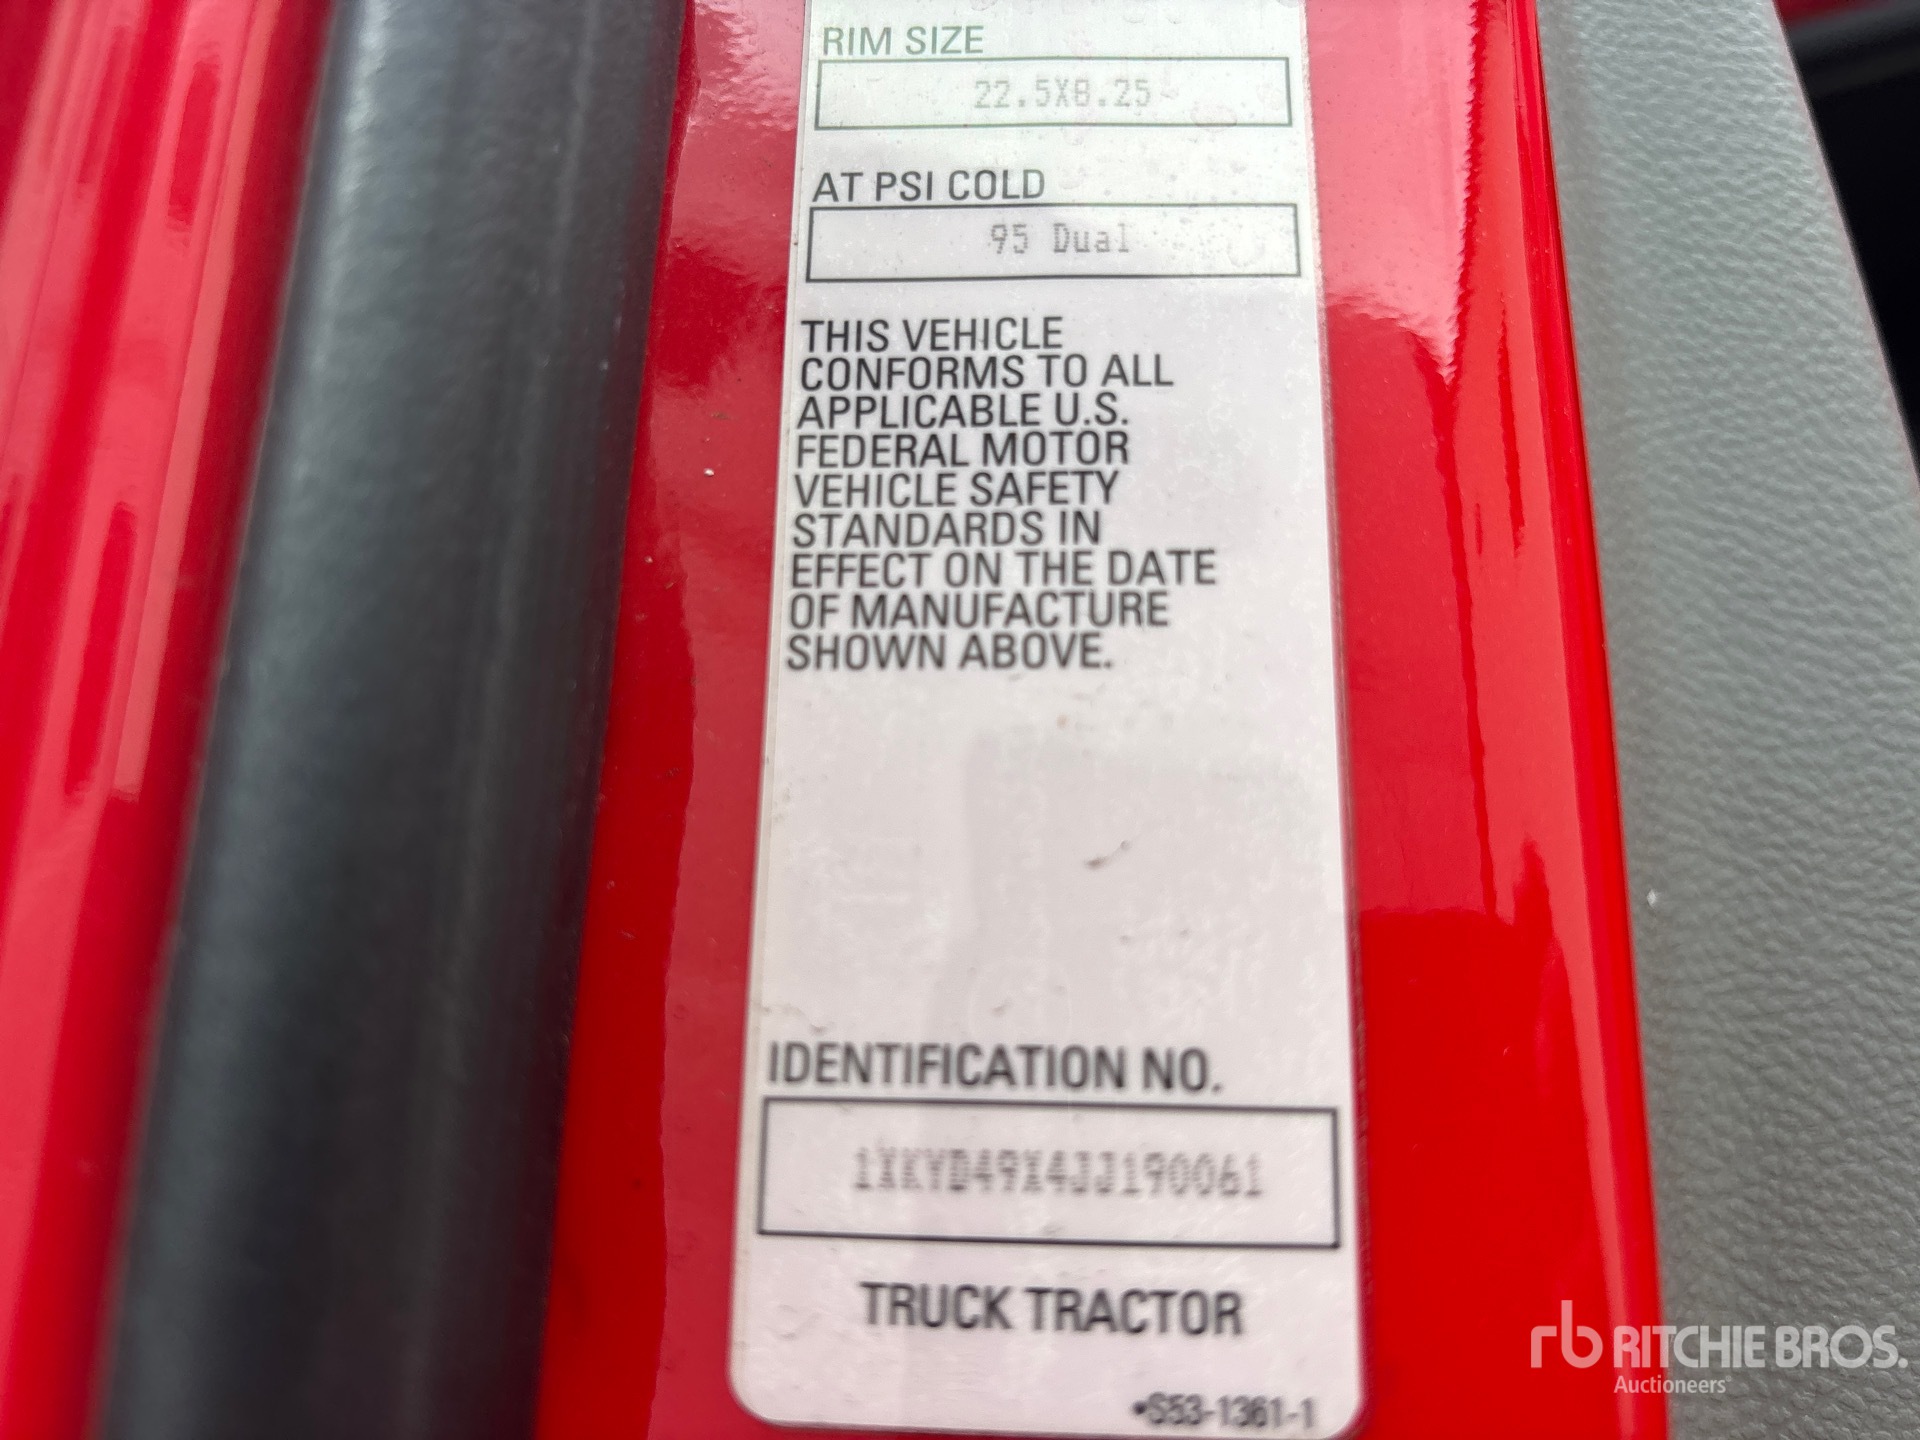 RIM SIZE
22.5X8.25
AT PSI COLD
95 Dual
THIS VEHICLE
CONFORMS TO ALL
APPLICABLE U.S.
FEDERAL MOTOR
VEHICLE SAFETY
STANDARDS IN
EFFECT ON THE DATE
OF MANUFACTURE
SHOWN ABOVE.
IDENTIFICATION NO.
1XKYD49X4JJ190061
TRUCK TRACTOR
•S53-1361-1
rb RITCHIE BROS.
Auctioneers